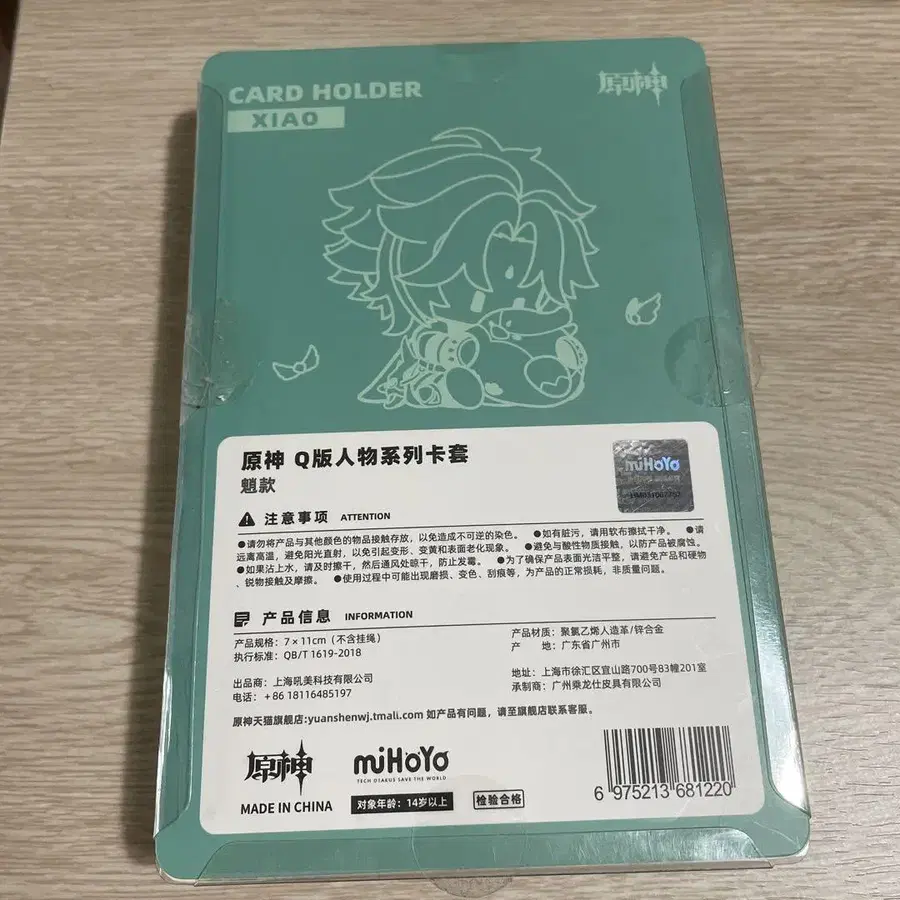 CARD HOLDER
XIAO
原神
原神 Q版人物系列卡套
魈款
miHoYo
注意事项 ATTENTION
●请勿将产品与其他颜色的物品接触存放,以免造成不可逆的染色。 ●如有脏污,请用软布擦拭干净。 ●请
远离高温,避免阳光直射,以免引起变形、变黄和表面老化现象。 ●避免与酸性物质接触,以防产品被腐蚀。
●如果沾上水,请及时擦干,然后通风处晾干,防止发霉。 ●为了确保产品表面光洁平整,请避免产品和硬物
、锐物接触及摩擦。 ●使用过程中可能出现磨损、变色、刮痕等,为产品的正常损耗,非质量问题。
产品信息 INFORMATION
产品规格:7×11cm(不含挂绳)
执行标准:QB/T 1619-2018
产品材质:聚氯乙烯人造革/锌合金
产 地:广东省广州市
出品商:上海吼美科技有限公司
电话:+86 18116485197
地址:上海市徐汇区宜山路700号83幢201室
承制商:广州乘龙仕皮具有限公司
原神天猫旗舰店:yuanshenwj.tmall.com 如产品有问题,请至旗舰店联系客服。
原神
miHoYo
TECH OTAKUS SAVE THE WORLD
MADE IN CHINA
对象年龄:14岁以上
检验合格
6 975213 681220